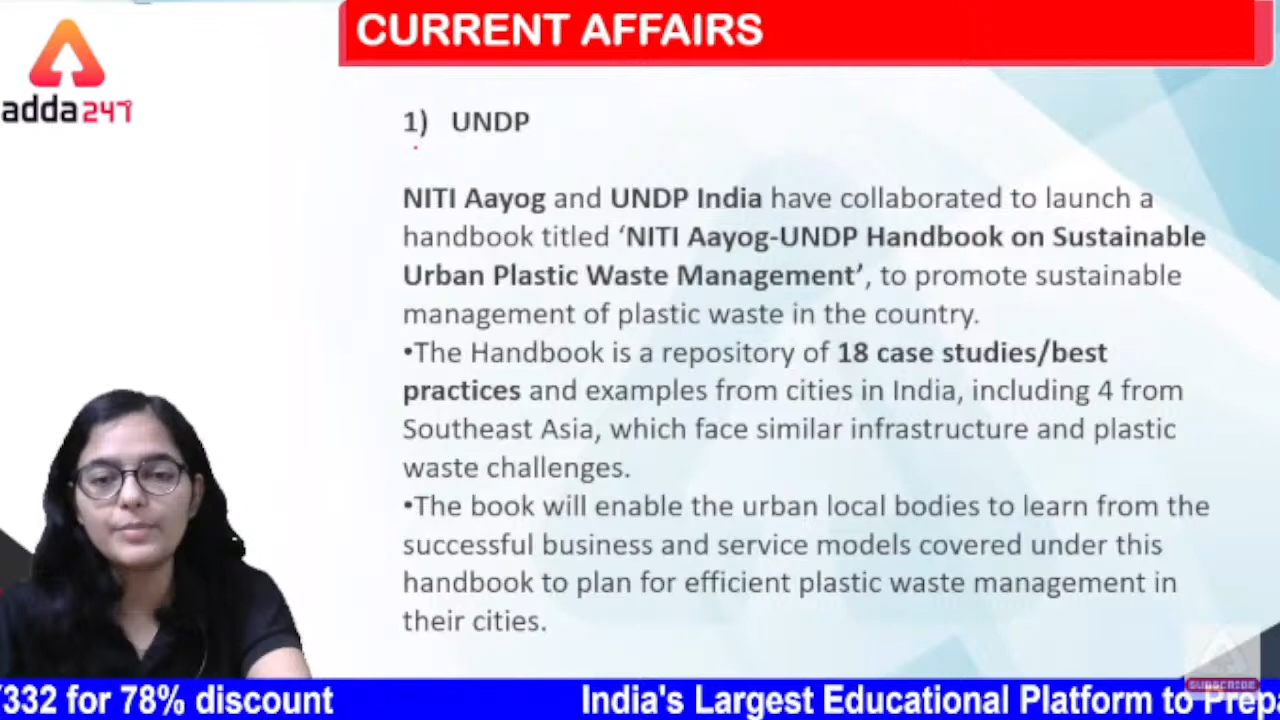 CURRENT AFFAIRS
adda247
1) UNDP
NITI Aayog and UNDP India have collaborated to launch a
handbook titled ‘NITI Aayog-UNDP Handbook on Sustainable
Urban Plastic Waste Management’, to promote sustainable
management of plastic waste in the country.
•The Handbook is a repository of 18 case studies/best
practices and examples from cities in India, including 4 from
Southeast Asia, which face similar infrastructure and plastic
waste challenges.
•The book will enable the urban local bodies to learn from the
successful business and service models covered under this
handbook to plan for efficient plastic waste management in
their cities.
SUBSCRIBE
332 for 78% discount India's Largest Educational Platform to Prep